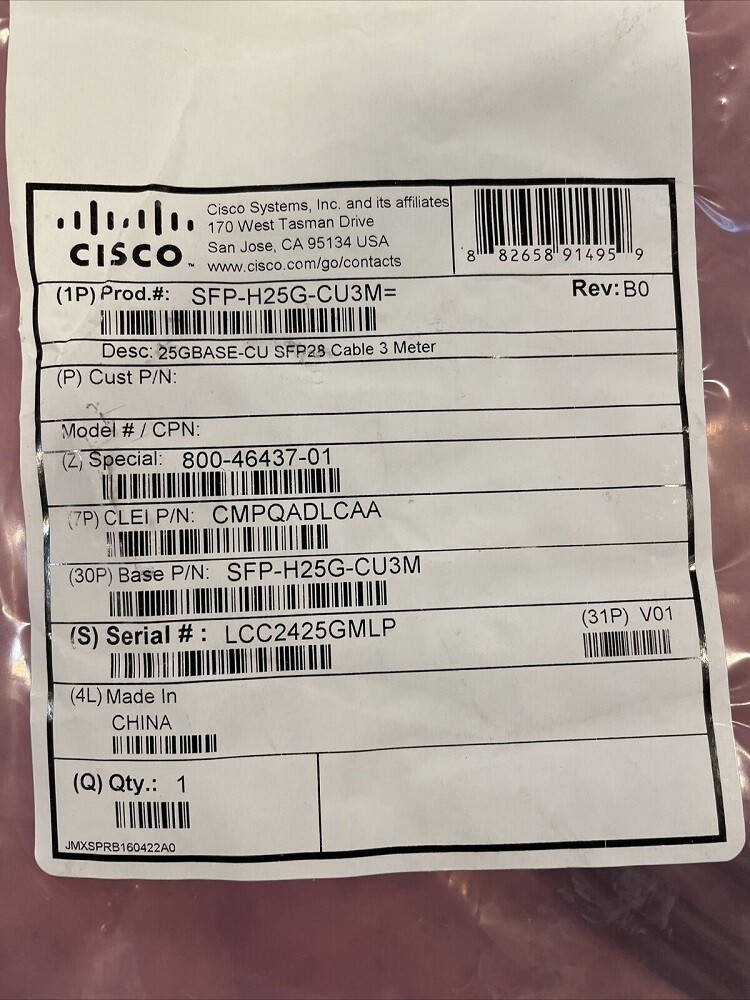 CISCO™
Cisco Systems, Inc. and its affiliates
170 West Tasman Drive
San Jose, CA 95134 USA
www.cisco.com/go/contacts
8 82658 91495 9
(1P) Prod.#: SFP-H25G-CU3M=
Rev: B0
Desc: 25GBASE-CU SFP28 Cable 3 Meter
(P) Cust P/N:
Model # / CPN:
(Z) Special: 800-46437-01
(7P) CLEI P/N: CMPQADLCAA
(30P) Base P/N: SFP-H25G-CU3M
(S) Serial # : LCC2425GMLP
(31P) V01
(4L) Made In
CHINA
(Q) Qty.: 1
JMXSPRB160422A0